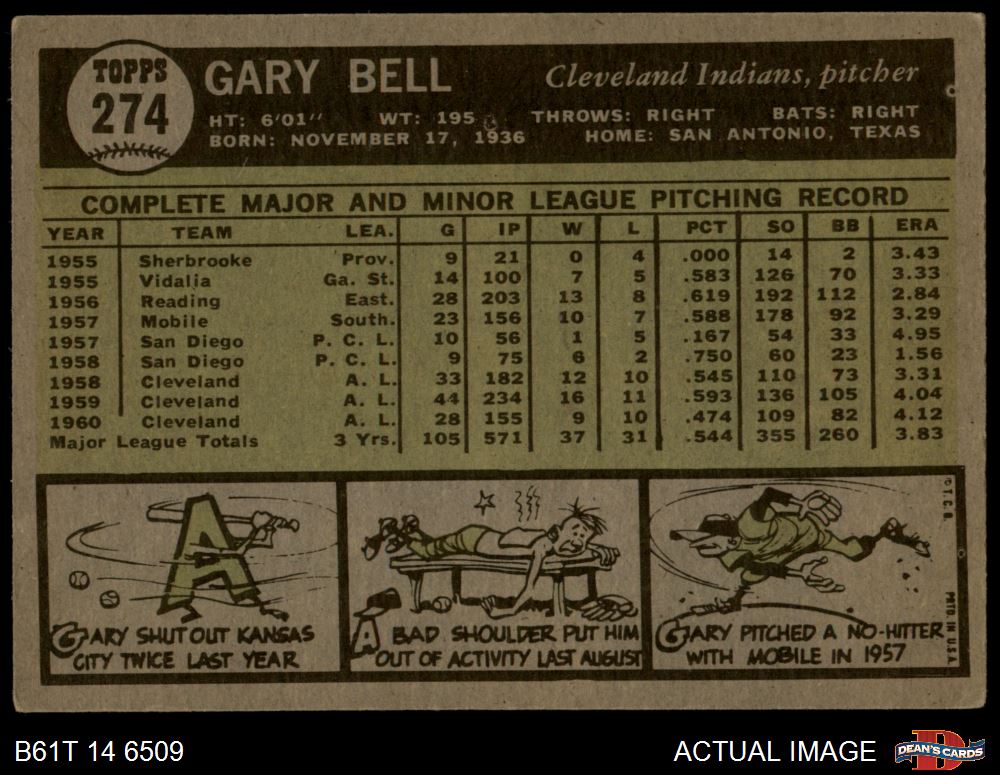 TOPPS
274
GARY BELL
Cleveland Indians, pitcher
HT: 6'01" WT: 195 THROWS: RIGHT BATS: RIGHT
BORN: NOVEMBER 17, 1936 HOME: SAN ANTONIO, TEXAS
COMPLETE MAJOR AND MINOR LEAGUE PITCHING RECORD
YEAR TEAM LEA. G IP W L PCT SO BB ERA
1955 Sherbrooke Prov. 9 21 0 4 .000 14 2 3.43
1955 Vidalia Ga. St. 14 100 7 5 .583 126 70 3.33
1956 Reading East. 28 203 13 8 .619 192 112 2.84
1957 Mobile South. 23 156 10 7 .588 178 92 3.29
1957 San Diego P. C. L. 10 56 1 5 .167 54 33 4.95
1958 San Diego P. C. L. 9 75 6 2 .750 60 23 1.56
1958 Cleveland A. L. 33 182 12 10 .545 110 73 3.31
1959 Cleveland A. L. 44 234 16 11 .593 136 105 4.04
1960 Cleveland A. L. 28 155 9 10 .474 109 82 4.12
Major League Totals 3 Yrs. 105 571 37 31 .544 355 260 3.83
A
GARY SHUT OUT KANSAS
CITY TWICE LAST YEAR
A BAD SHOULDER PUT HIM
OUT OF ACTIVITY LAST AUGUST
GARY PITCHED A NO-HITTER
WITH MOBILE IN 1957
© T. C. G.
PRTD. IN U.S.A.
B61T 14 6509
ACTUAL IMAGE
D
DEAN'S CARDS